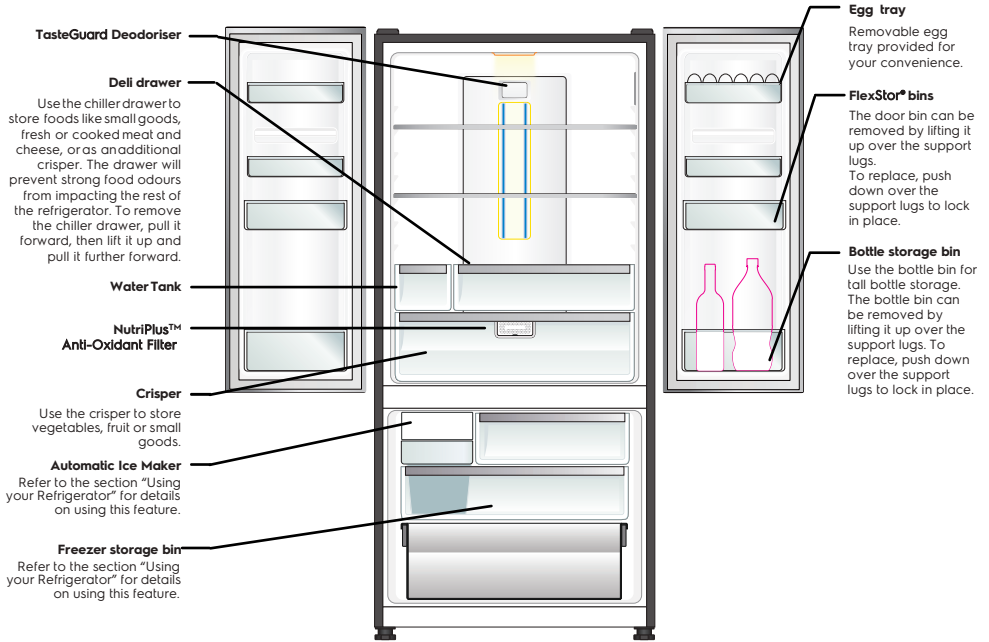 TasteGuard Deodoriser
Deli drawer
Use the chiller drawer to
store foods like small goods,
fresh or cooked meat and
cheese, or as an additional
crisper. The drawer will
prevent strong food odours
from impacting the rest of
the refrigerator. To remove
the chiller drawer, pull it
forward, then lift it up and
pull it further forward.
Water Tank
NutriPlus™
Anti-Oxidant Filter
Crisper
Use the crisper to store
vegetables, fruit or small
goods.
Automatic Ice Maker
Refer to the section “Using
your Refrigerator” for details
on using this feature.
Freezer storage bin
Refer to the section “Using
your Refrigerator” for details
on using this feature.
Egg tray
Removable egg
tray provided for
your convenience.
FlexStor® bins
The door bin can be
removed by lifting it
up over the support
lugs.
To replace, push
down over the
support lugs to lock
in place.
Bottle storage bin
Use the bottle bin for
tall bottle storage.
The bottle bin can
be removed by
lifting it up over the
support lugs. To
replace, push down
over the support
lugs to lock in place.